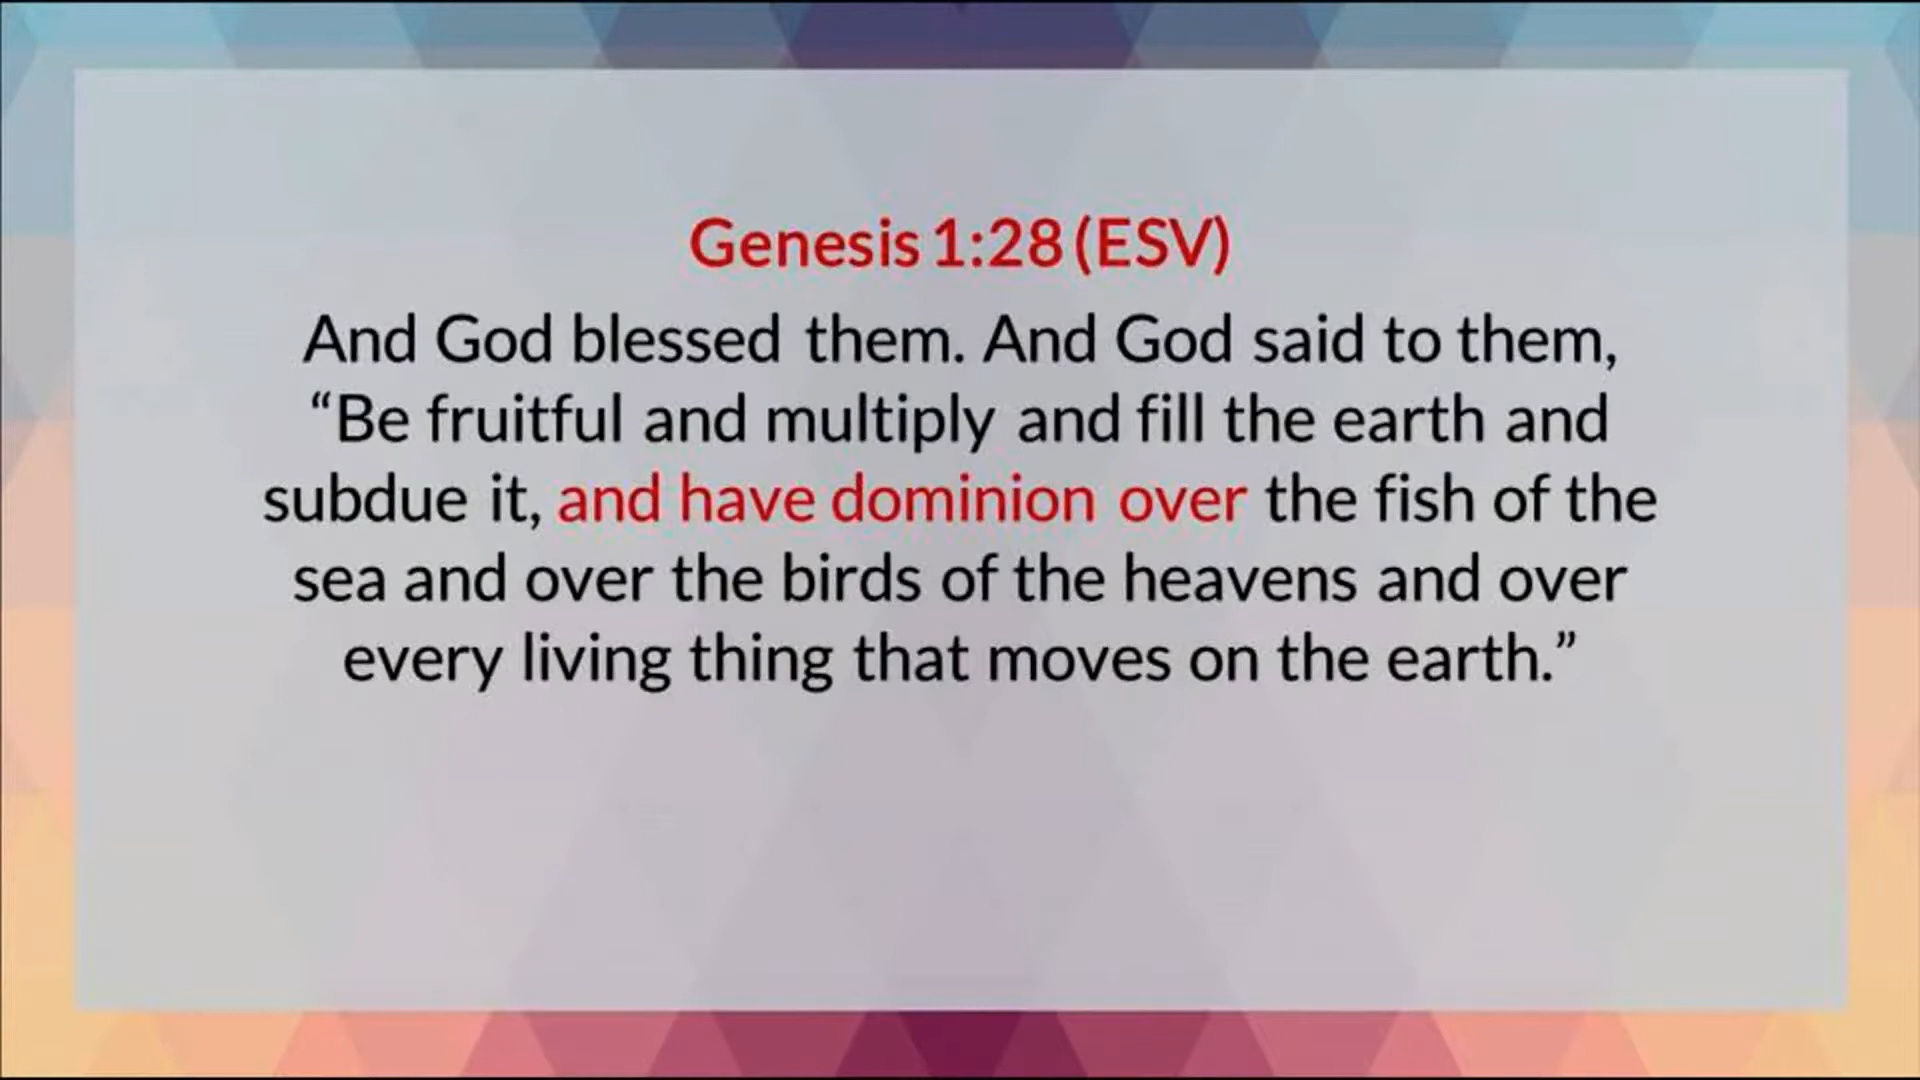 Genesis 1:28 (ESV)
And God blessed them. And God said to them,
“Be fruitful and multiply and fill the earth and
subdue it, and have dominion over the fish of the
sea and over the birds of the heavens and over
every living thing that moves on the earth.”